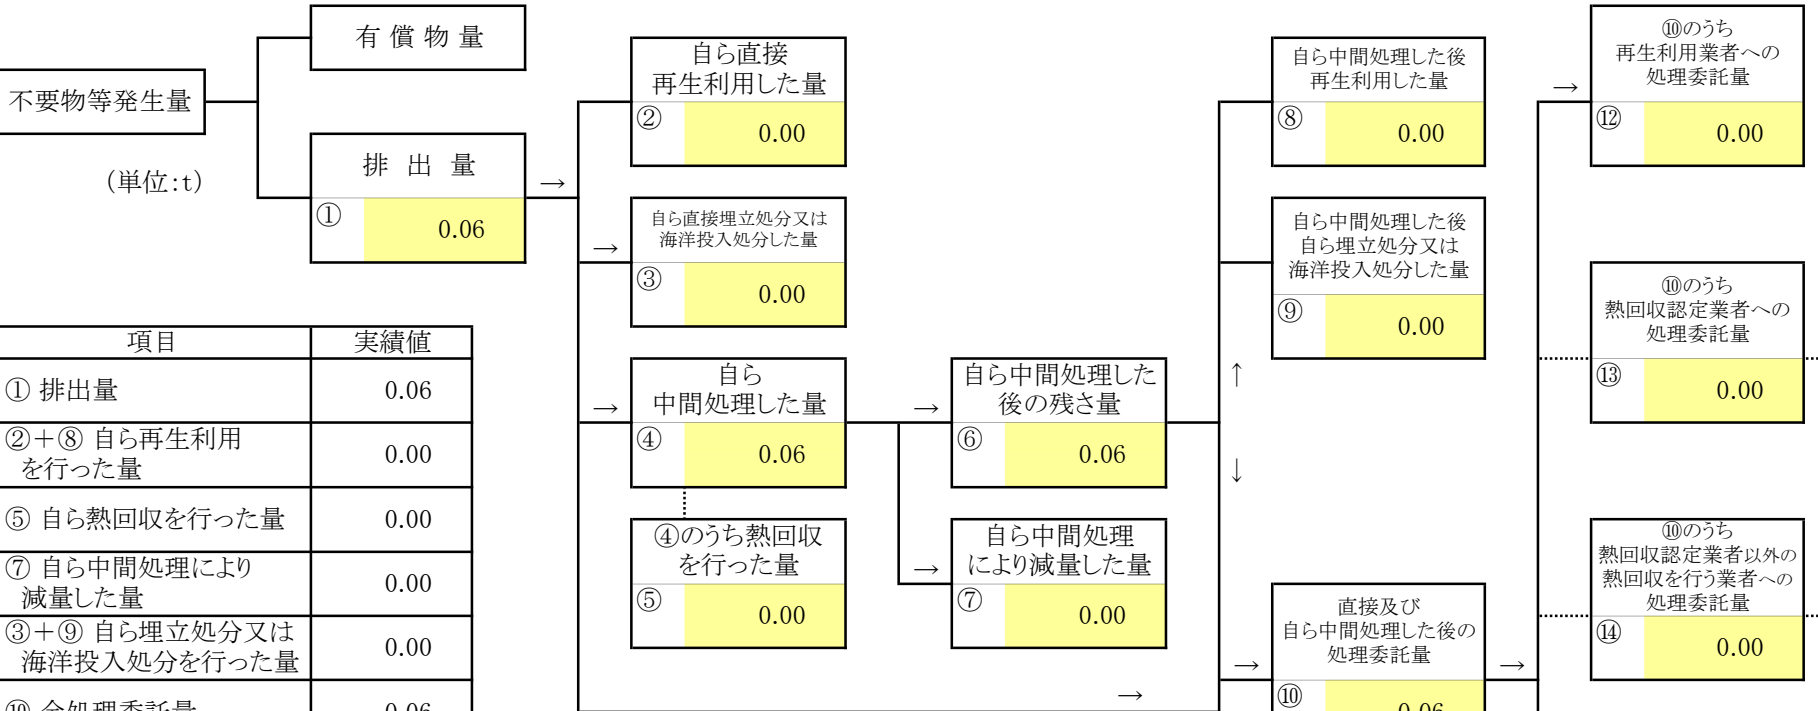 有 償 物 量
不要物等発生量
(単位:t)
排 出 量
→
①
0.06
自ら直接
再生利用した量
②
0.00
→
自ら直接埋立処分又は
海洋投入処分した量
③
0.00
→
自ら
中間処理した量
④
0.06
④のうち熱回収
を行った量
⑤
0.00
→
自ら中間処理した
後の残さ量
⑥
0.06
→
自ら中間処理
により減量した量
⑦
0.00
自ら中間処理した後
再生利用した量
⑧
0.00
自ら中間処理した後
自ら埋立処分又は
海洋投入処分した量
⑨
0.00
↑
↓
→
→
直接及び
自ら中間処理した後の
処理委託量
⑩
0.06
→
→
⑩のうち
再生利用業者への
処理委託量
⑫
0.00
⑩のうち
熱回収認定業者への
処理委託量
⑬
0.00
⑩のうち
熱回収認定業者以外の
熱回収を行う業者への
処理委託量
⑭
0.00
項目 実績値
① 排出量 0.06
②＋⑧ 自ら再生利用
を行った量 0.00
⑤ 自ら熱回収を行った量 0.00
⑦ 自ら中間処理により
減量した量 0.00
③＋⑨ 自ら埋立処分又は
海洋投入処分を行った量 0.00
⑩ 全処理委託量 0.06